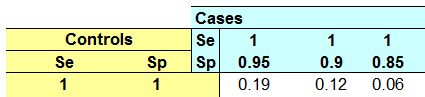 Cases
Controls Se 1 1 1
Se Sp Sp 0.95 0.9 0.85
1 1 0.19 0.12 0.06